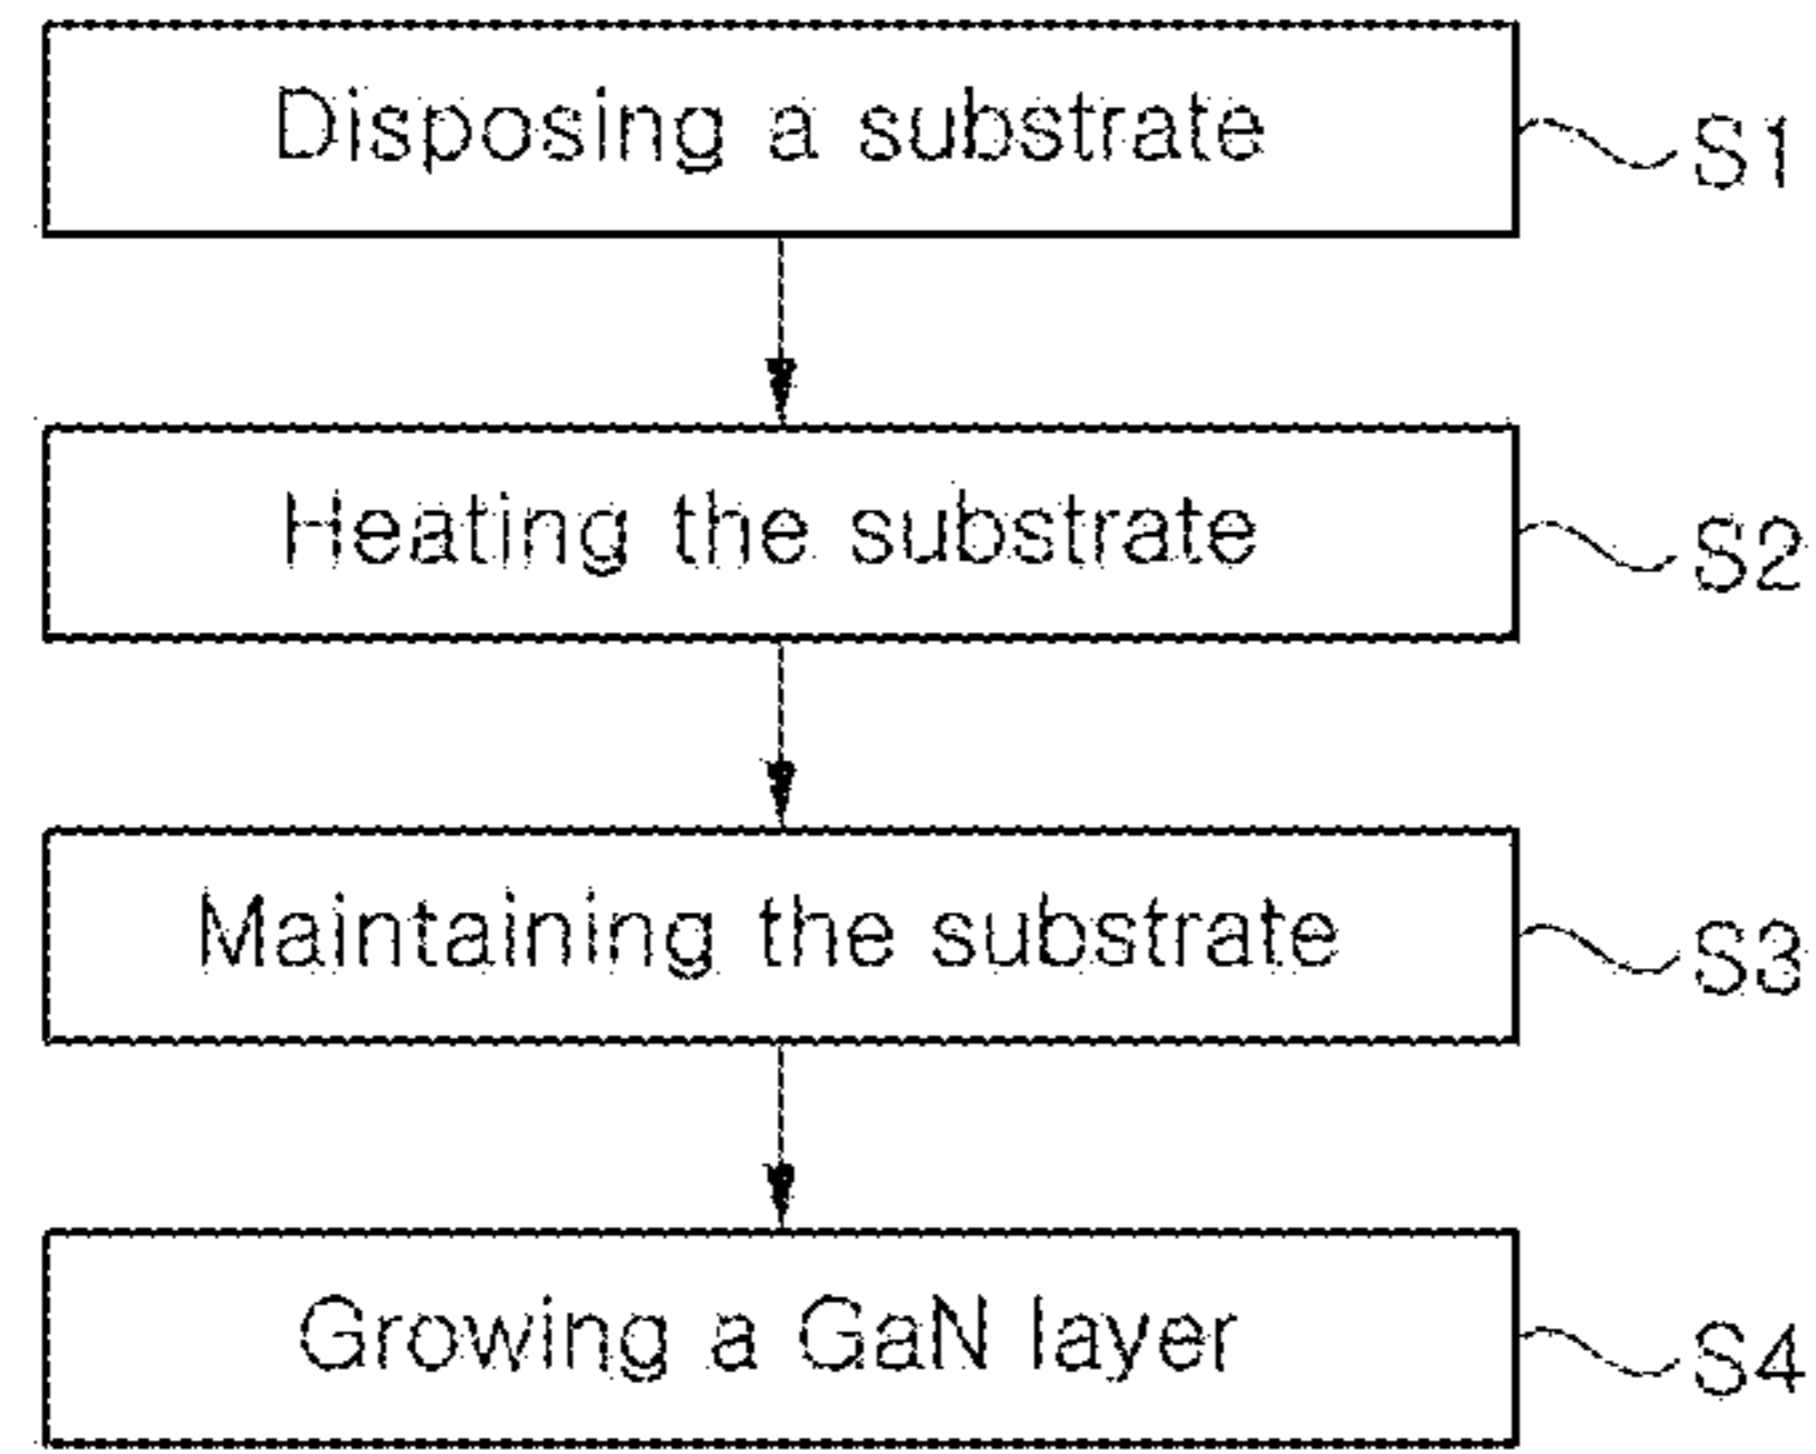 Disposing a substrate
S1
Heating the substrate
S2
Maintaining the substrate
S3
Growing a GaN layer
S4